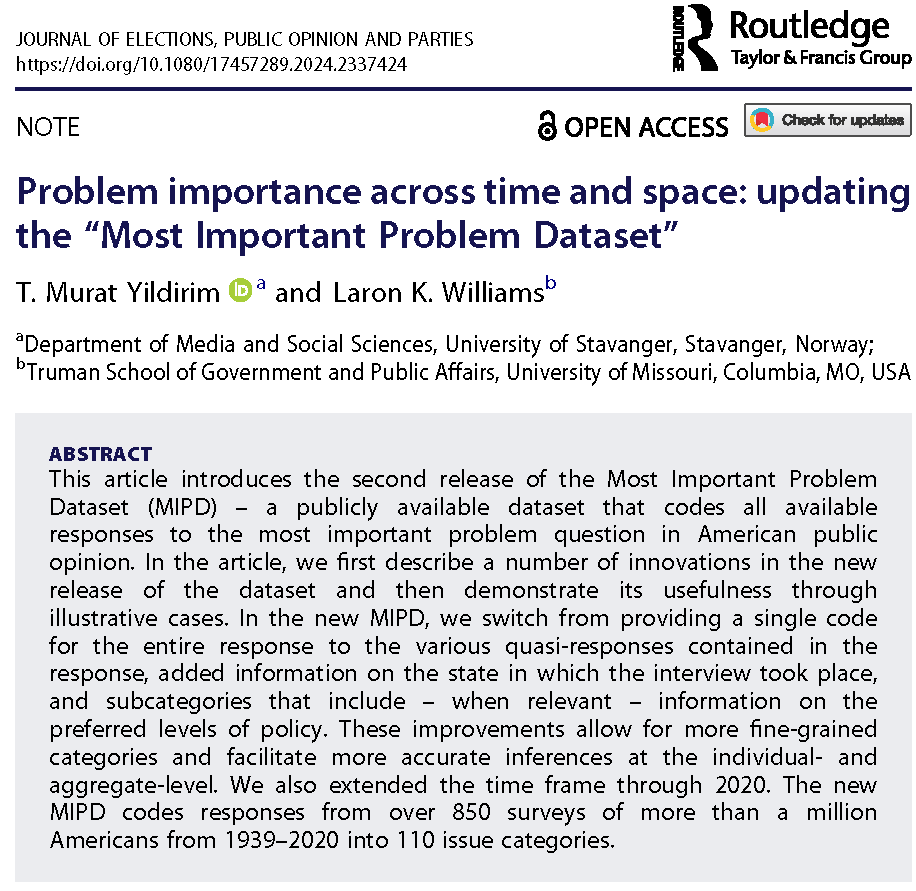 JOURNAL OF ELECTIONS, PUBLIC OPINION AND PARTIES
https://doi.org/10.1080/17457289.2024.2337424
ROUTLEDGE
Routledge
Taylor & Francis Group
NOTE
OPEN ACCESS
Check for updates
Problem importance across time and space: updating
the “Most Important Problem Dataset”
T. Murat Yildirim iD a and Laron K. Williamsb
aDepartment of Media and Social Sciences, University of Stavanger, Stavanger, Norway;
bTruman School of Government and Public Affairs, University of Missouri, Columbia, MO, USA
ABSTRACT
This article introduces the second release of the Most Important Problem
Dataset (MIPD) – a publicly available dataset that codes all available
responses to the most important problem question in American public
opinion. In the article, we first describe a number of innovations in the new
release of the dataset and then demonstrate its usefulness through
illustrative cases. In the new MIPD, we switch from providing a single code
for the entire response to the various quasi-responses contained in the
response, added information on the state in which the interview took place,
and subcategories that include – when relevant – information on the
preferred levels of policy. These improvements allow for more fine-grained
categories and facilitate more accurate inferences at the individual- and
aggregate-level. We also extended the time frame through 2020. The new
MIPD codes responses from over 850 surveys of more than a million
Americans from 1939–2020 into 110 issue categories.